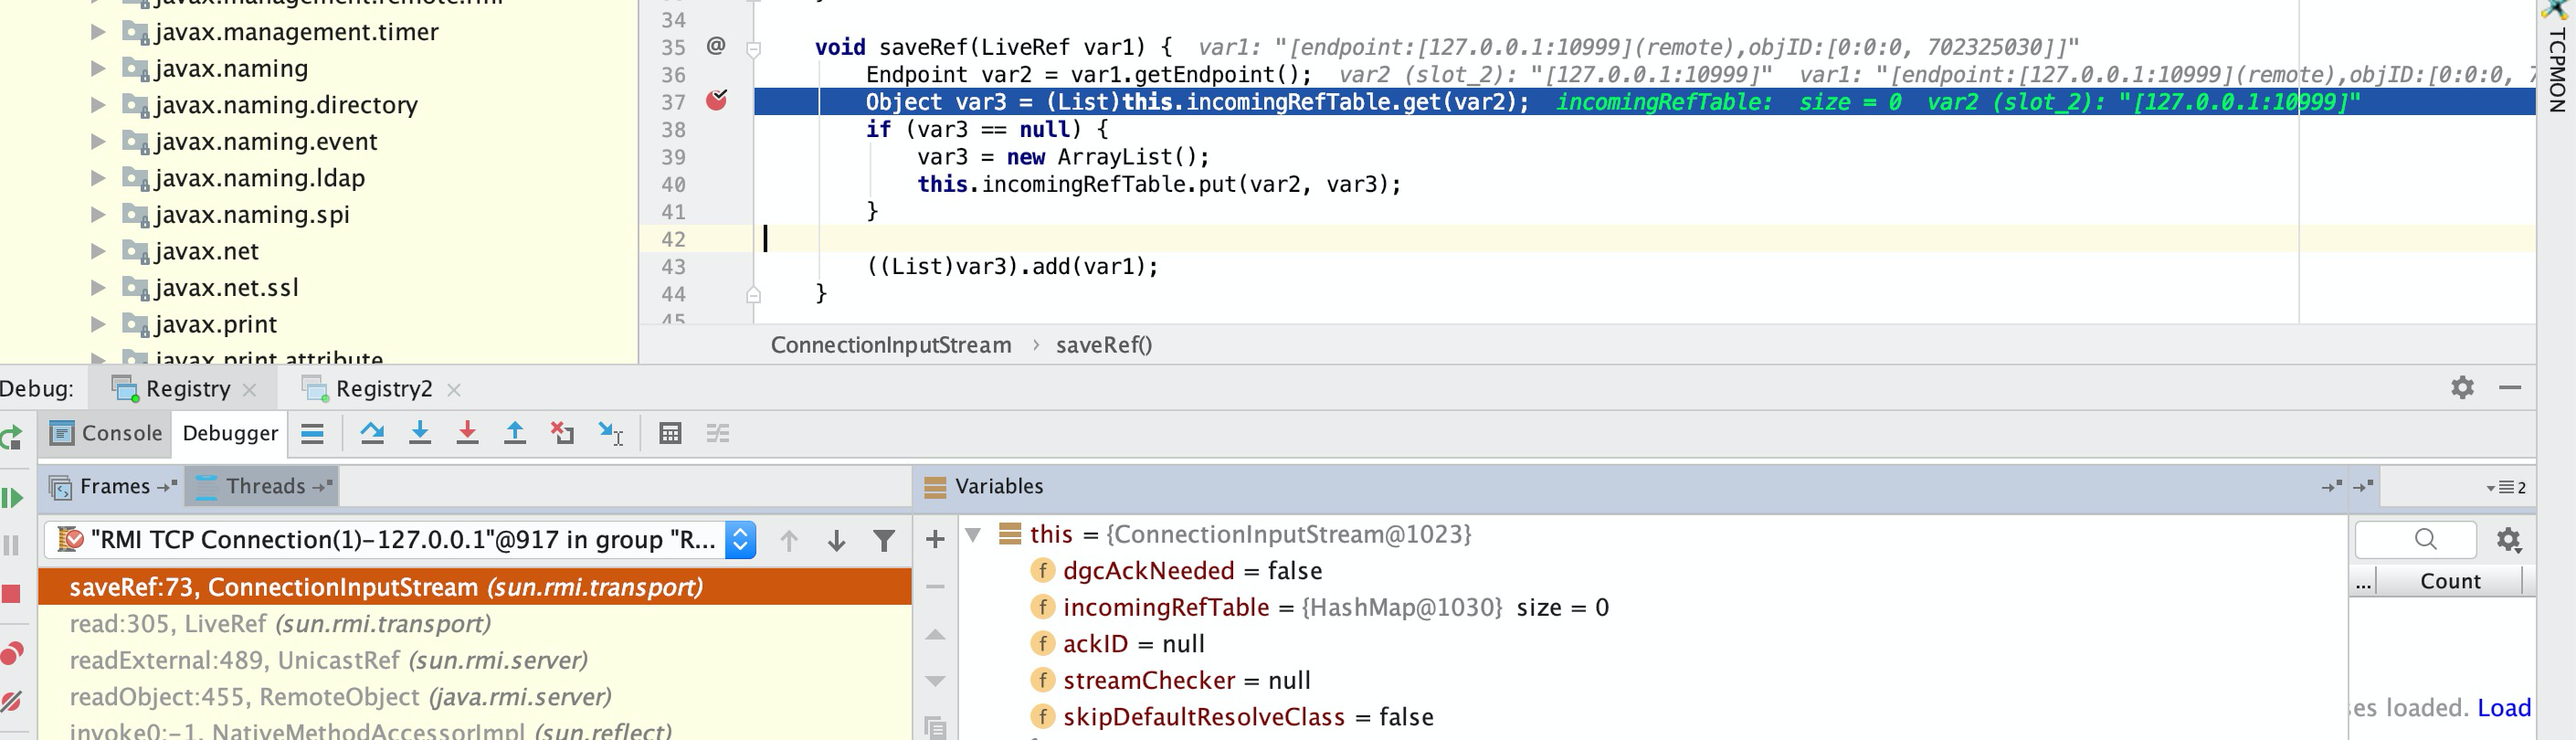 javax.management.remote.rmi
javax.management.timer
javax.naming
javax.naming.directory
javax.naming.event
javax.naming.ldap
javax.naming.spi
javax.net
javax.net.ssl
javax.print
javax.print.attribute
34
35 @ void saveRef(LiveRef var1) { var1: "[endpoint:[127.0.0.1:10999](remote),objID:[0:0:0, 702325030]]"
36 Endpoint var2 = var1.getEndpoint(); var2 (slot_2): "[127.0.0.1:10999]" var1: "[endpoint:[127.0.0.1:10999](remote),objID:[0:0:0, 7
37 Object var3 = (List)this.incomingRefTable.get(var2); incomingRefTable: size = 0 var2 (slot_2): "[127.0.0.1:10999]"
38 if (var3 == null) {
39 var3 = new ArrayList();
40 this.incomingRefTable.put(var2, var3);
41 }
42
43 ((List)var3).add(var1);
44 }
45
ConnectionInputStream › saveRef()
TCPMON
Debug: Registry Registry2
Console Debugger
Frames Threads
"RMI TCP Connection(1)-127.0.0.1"@917 in group "R...
saveRef:73, ConnectionInputStream (sun.rmi.transport)
read:305, LiveRef (sun.rmi.transport)
readExternal:489, UnicastRef (sun.rmi.server)
readObject:455, RemoteObject (java.rmi.server)
invoke0:-1, NativeMethodAccessorImpl (sun.reflect)
Variables
this = {ConnectionInputStream@1023}
f dgcAckNeeded = false
f incomingRefTable = {HashMap@1030} size = 0
f ackID = null
f streamChecker = null
f skipDefaultResolveClass = false
2
... Count
es loaded. Load